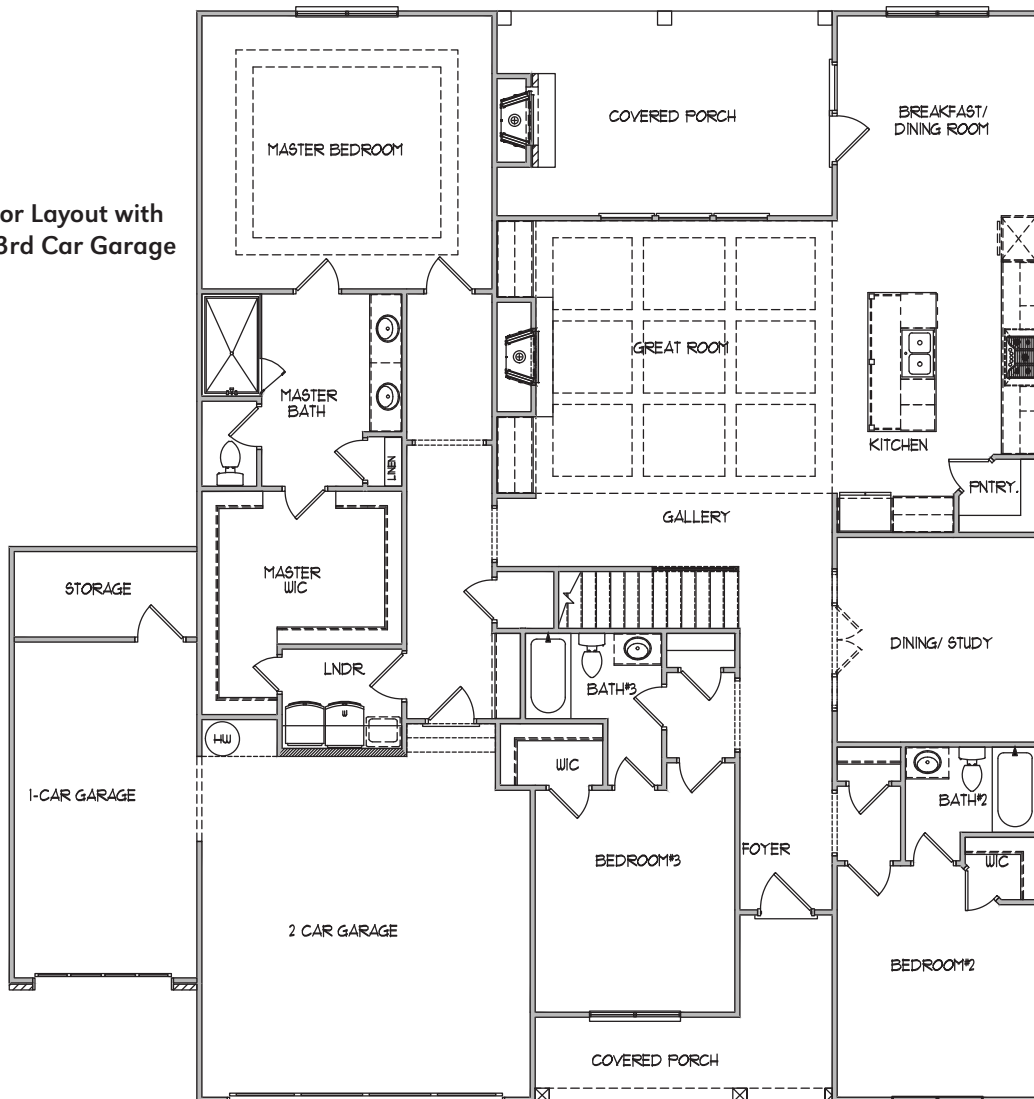 or Layout with
3rd Car Garage
MASTER BEDROOM
COVERED PORCH
BREAKFAST/
DINING ROOM
GREAT ROOM
MASTER
BATH
LINEN
KITCHEN
PNTRY.
GALLERY
STORAGE
MASTER
WIC
DINING/ STUDY
LNDR.
BATH#3
W
HW
WIC
1-CAR GARAGE
BATH#2
WIC
BEDROOM#3
FOYER
2 CAR GARAGE
BEDROOM#2
COVERED PORCH